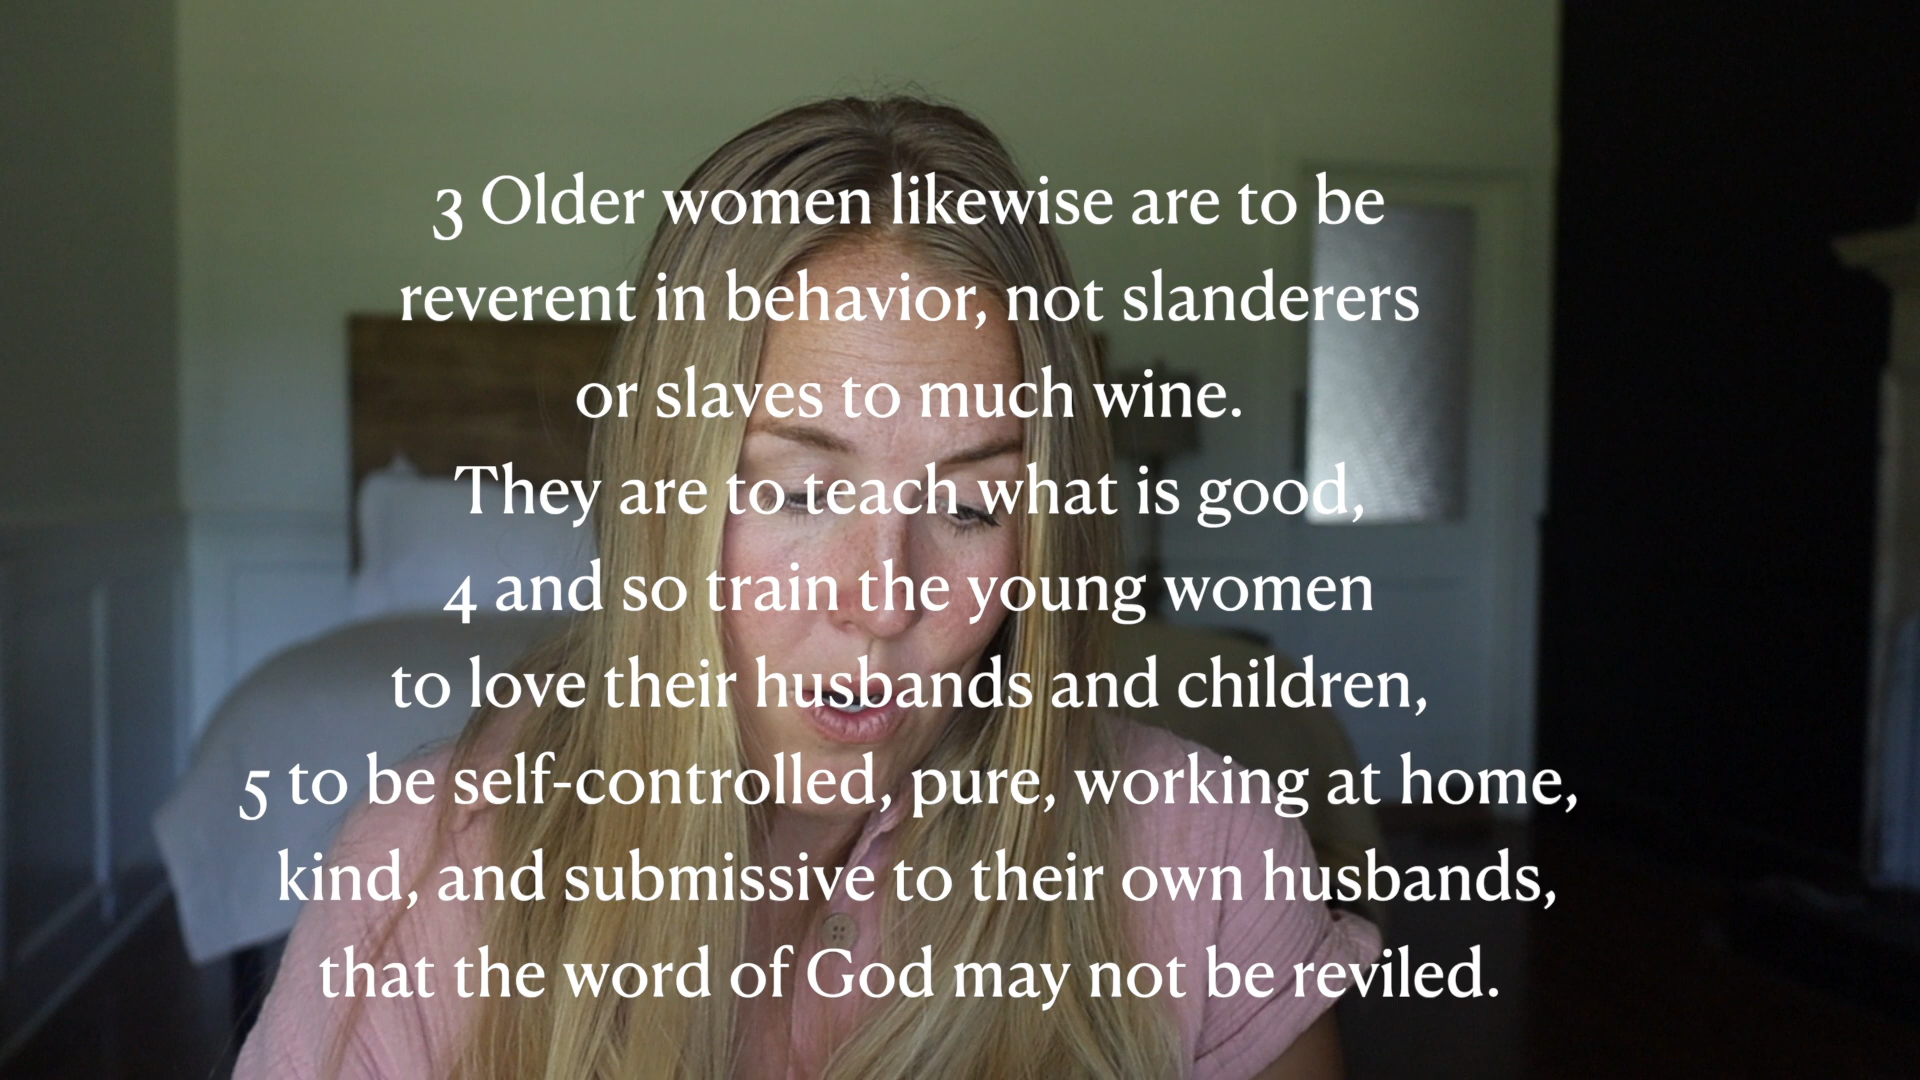 3 Older women likewise are to be
reverent in behavior, not slanderers
or slaves to much wine.
They are to teach what is good,
4 and so train the young women
to love their husbands and children,
5 to be self-controlled, pure, working at home,
kind, and submissive to their own husbands,
that the word of God may not be reviled.